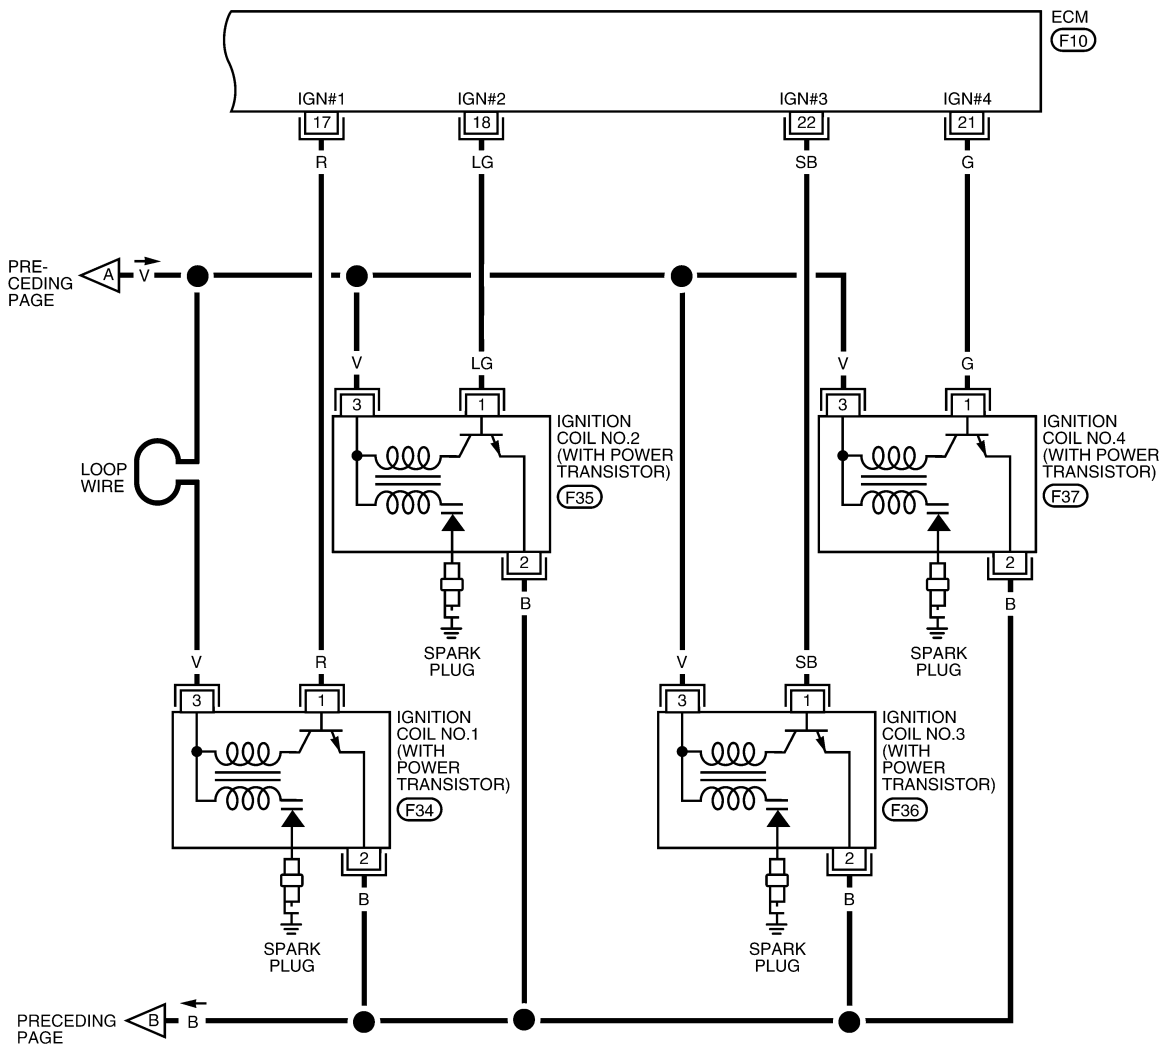 ECM
F10
IGN#1
IGN#2
IGN#3
IGN#4
17
18
22
21
R
LG
SB
G
PRE-
CEDING
PAGE
A
V
V
LG
V
G
3
1
IGNITION
COIL NO.2
(WITH POWER
TRANSISTOR)
F35
3
1
IGNITION
COIL NO.4
(WITH POWER
TRANSISTOR)
F37
LOOP
WIRE
2
B
SPARK
PLUG
2
B
SPARK
PLUG
V
R
V
SB
3
1
IGNITION
COIL NO.1
(WITH
POWER
TRANSISTOR)
F34
3
1
IGNITION
COIL NO.3
(WITH
POWER
TRANSISTOR)
F36
2
B
SPARK
PLUG
2
B
SPARK
PLUG
PRECEDING
PAGE
B
B